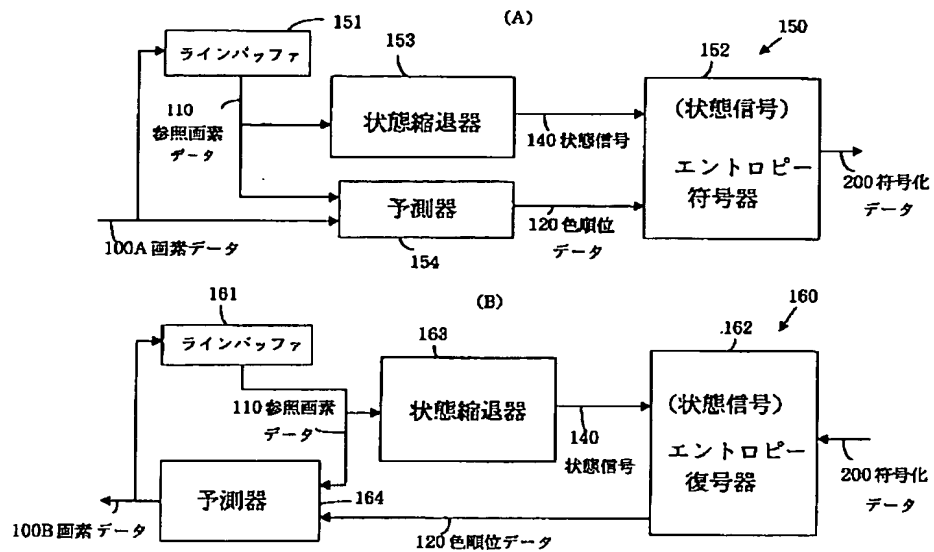 (A)
151
ラインバッファ
153
152
150
110
参照画素
データ
状態縮退器
140 状態信号
(状態信号)
エントロピー
符号器
200 符号化
データ
予測器
120色順位
データ
100A 画素データ
154
(B)
161
ラインバッファ
163
.162
160
110 参照画素
データ
状態縮退器
140
状態信号
(状態信号)
エントロピー
復号器
200 符号化
データ
予測器
164
100B 画素データ
120 色順位データ